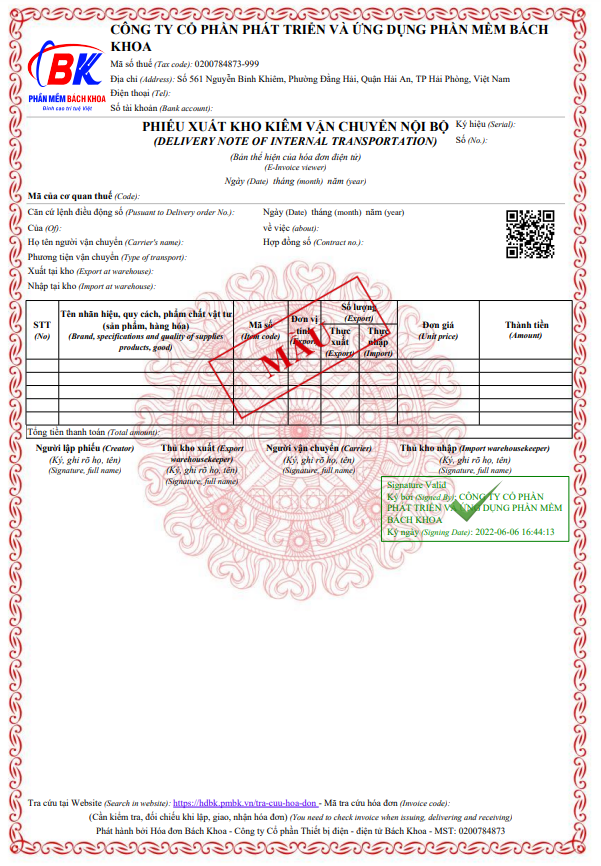 CÔNG TY CỔ PHẦN PHÁT TRIỂN VÀ ỨNG DỤNG PHẦN MỀM BÁCH
KHOA
BK
PHẦN MỀM BÁCH KHOA
Đỉnh cao trí tuệ Việt
Mã số thuế (Tax code): 0200784873-999
Địa chỉ (Address): Số 561 Nguyễn Bỉnh Khiêm, Phường Đằng Hải, Quận Hải An, TP Hải Phòng, Việt Nam
Điện thoại (Tel):
Số tài khoản (Bank account):
PHIẾU XUẤT KHO KIÊM VẬN CHUYỂN NỘI BỘ
Ký hiệu (Serial):
(DELIVERY NOTE OF INTERNAL TRANSPORTATION)
Số (No.):
(Bản thể hiện của hóa đơn điện tử)
(E-Invoice viewer)
Ngày (Date) tháng (month) năm (year)
Mã của cơ quan thuế (Code):
Căn cứ lệnh điều động số (Pusuant to Delivery order No.): Ngày (Date) tháng (month) năm (year)
Của (Of): về việc (about):
Họ tên người vận chuyển (Carrier's name): Hợp đồng số (Contract no.):
Phương tiện vận chuyển (Type of transport):
Xuất tại kho (Export at warehouse):
Nhập tại kho (Import at warehouse):
STT
(No)
Tên nhãn hiệu, quy cách, phẩm chất vật tư
(sản phẩm, hàng hóa)
(Brand, specifications and quality of supplies
products, good)
Mã số
(Item code)
Đơn vị
tính
(Export)
Số lượng
(Export)
Thực
xuất
(Export)
Thực
nhập
(Import)
Đơn giá
(Unit price)
Thành tiền
(Amount)
MẪU
Tổng tiền thanh toán (Total amount):
Người lập phiếu (Creator)
(Ký, ghi rõ họ, tên)
(Signature, full name)
Thủ kho xuất (Export
warehousekeeper)
(Ký, ghi rõ họ, tên)
(Signature, full name)
Người vận chuyển (Carrier)
(Ký, ghi rõ họ, tên)
(Signature, full name)
Thủ kho nhập (Import warehousekeeper)
(Ký, ghi rõ họ, tên)
(Signature, full name)
Signature Valid
Ký bởi (Signed By): CÔNG TY CỔ PHẦN
PHÁT TRIỂN VÀ ỨNG DỤNG PHẦN MỀM
BÁCH KHOA
Ký ngày (Signing Date): 2022-06-06 16:44:13
Tra cứu tại Website (Search in website): https://hdbk.pmbk.vn/tra-cuu-hoa-don - Mã tra cứu hóa đơn (Invoice code):
(Cần kiểm tra, đối chiếu khi lập, giao, nhận hóa đơn) (You need to check invoice when issuing, delivering and receiving)
Phát hành bởi Hóa đơn Bách Khoa - Công ty Cổ phần Thiết bị điện - điện tử Bách Khoa - MST: 0200784873